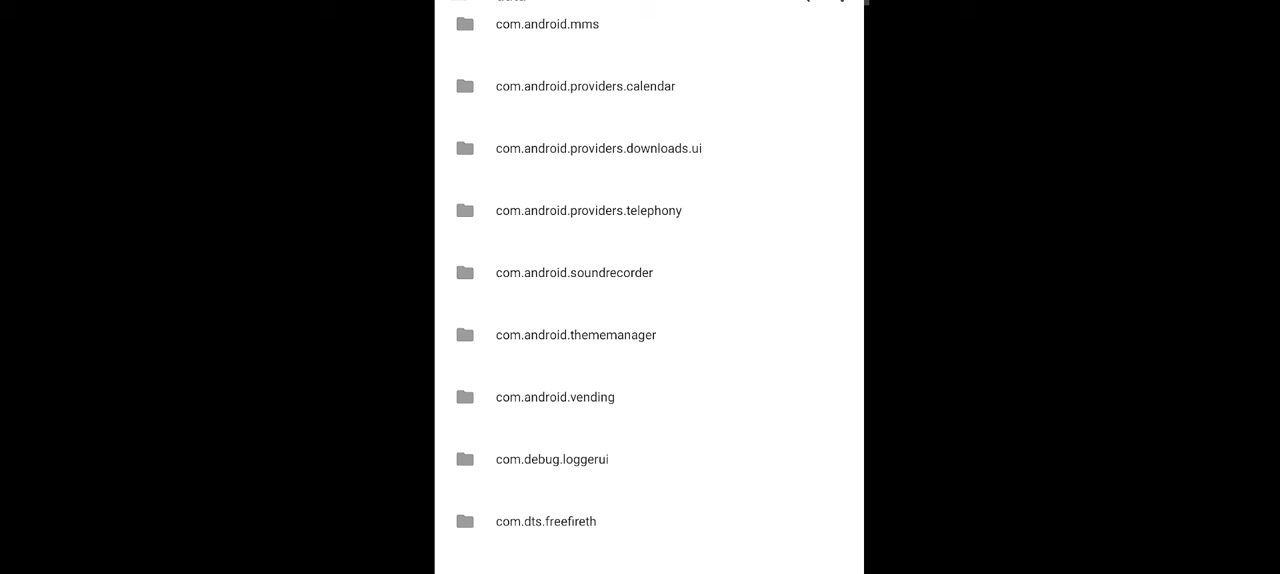 com.android.mms
com.android.providers.calendar
com.android.providers.downloads.ui
com.android.providers.telephony
com.android.soundrecorder
com.android.thememanager
com.android.vending
com.debug.loggerui
com.dts.freefireth